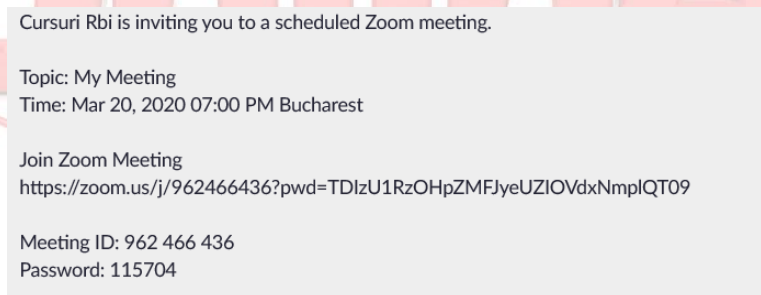 Cursuri Rbi is inviting you to a scheduled Zoom meeting.
Topic: My Meeting
Time: Mar 20, 2020 07:00 PM Bucharest
Join Zoom Meeting
https://zoom.us/j/962466436?pwd=TDlzU1RzOHpZMFJyeUZIOVdxNmplQT09
Meeting ID: 962 466 436
Password: 115704